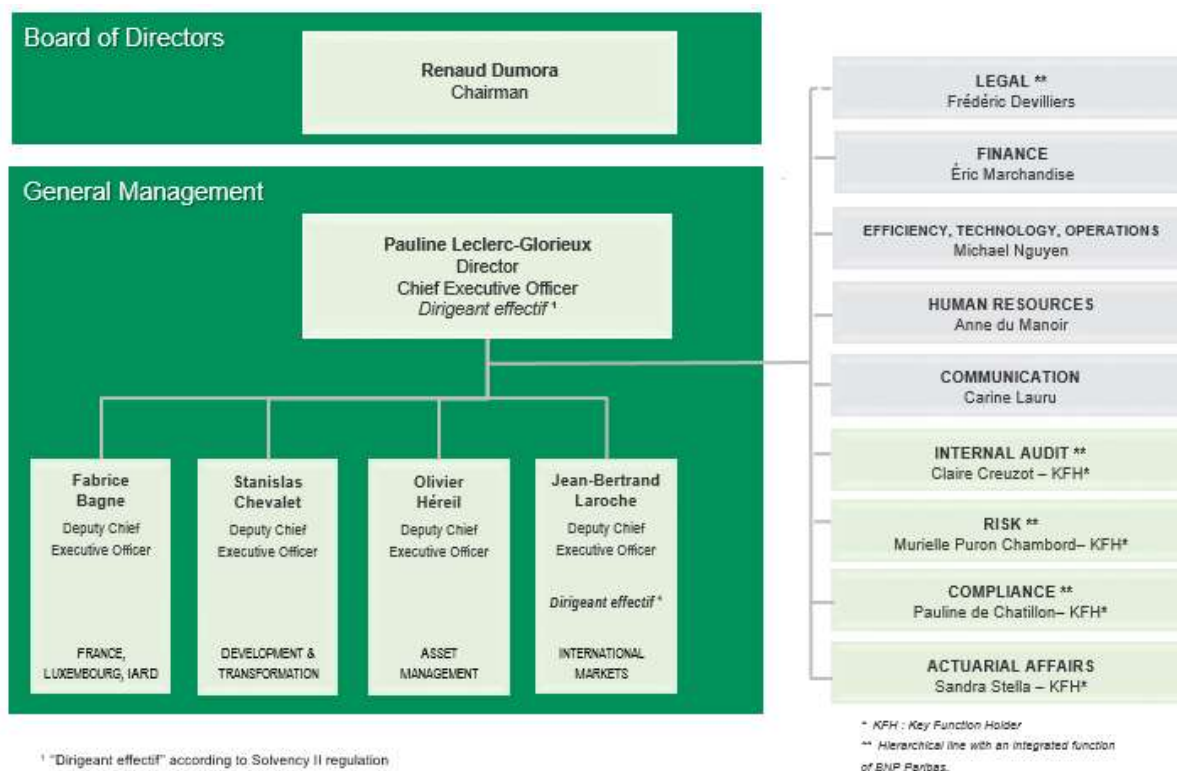 Board of Directors
Renaud Dumora
Chairman
General Management
Pauline Leclerc-Glorieux
Director
Chief Executive Officer
Dirigeant effectif ¹
Fabrice
Bagne
Deputy Chief
Executive Officer
FRANCE,
LUXEMBOURG, IARD
Stanislas
Chevalet
Deputy Chief
Executive Officer
DEVELOPMENT &
TRANSFORMATION
Olivier
Héreil
Deputy Chief
Executive Officer
ASSET
MANAGEMENT
Jean-Bertrand
Laroche
Deputy Chief
Executive Officer
Dirigeant effectif ¹
INTERNATIONAL
MARKETS
LEGAL **
Frédéric Devilliers
FINANCE
Éric Marchandise
EFFICIENCY, TECHNOLOGY, OPERATIONS
Michael Nguyen
HUMAN RESOURCES
Anne du Manoir
COMMUNICATION
Carine Lauru
INTERNAL AUDIT **
Claire Creuzot – KFH*
RISK **
Murielle Puron Chambord– KFH*
COMPLIANCE **
Pauline de Chatillon– KFH*
ACTUARIAL AFFAIRS
Sandra Stella – KFH*
* KFH : Key Function Holder
** Hierarchical line with an integrated function
of BNP Paribas.
¹ "Dirigeant effectif" according to Solvency II regulation